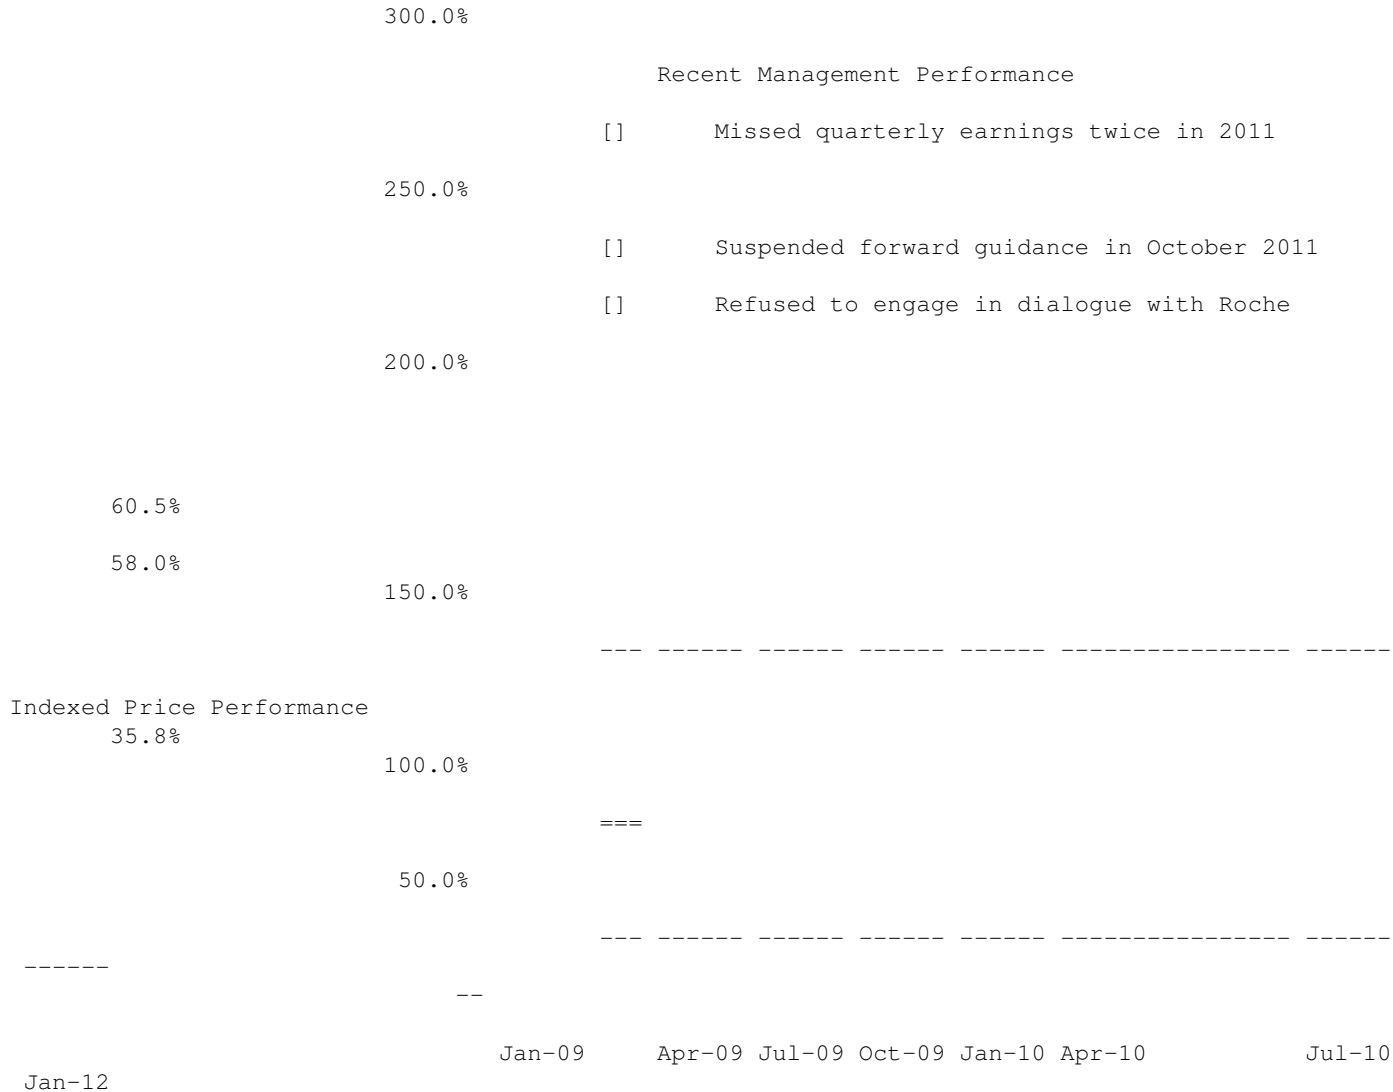 300.0%
Recent Management Performance
[] Missed quarterly earnings twice in 2011
250.0%
[] Suspended forward guidance in October 2011
[] Refused to engage in dialogue with Roche
200.0%
60.5%
58.0%
150.0%
--- ------ ------ ------ ------ ---------------- ------
Indexed Price Performance
35.8%
100.0%
===
50.0%
--- ------ ------ ------ ------ ---------------- ------
------
--
Jan-09 Apr-09 Jul-09 Oct-09 Jan-10 Apr-10 Jul-10
Jan-12